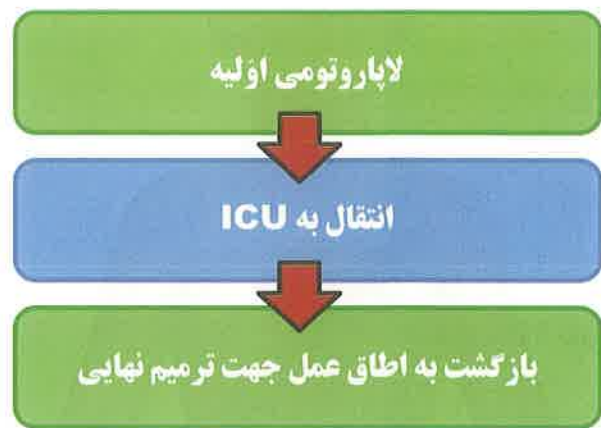 لاپاروتومی اولیه
انتقال به ICU
بازگشت به اطاق عمل جهت ترمیم نهایی